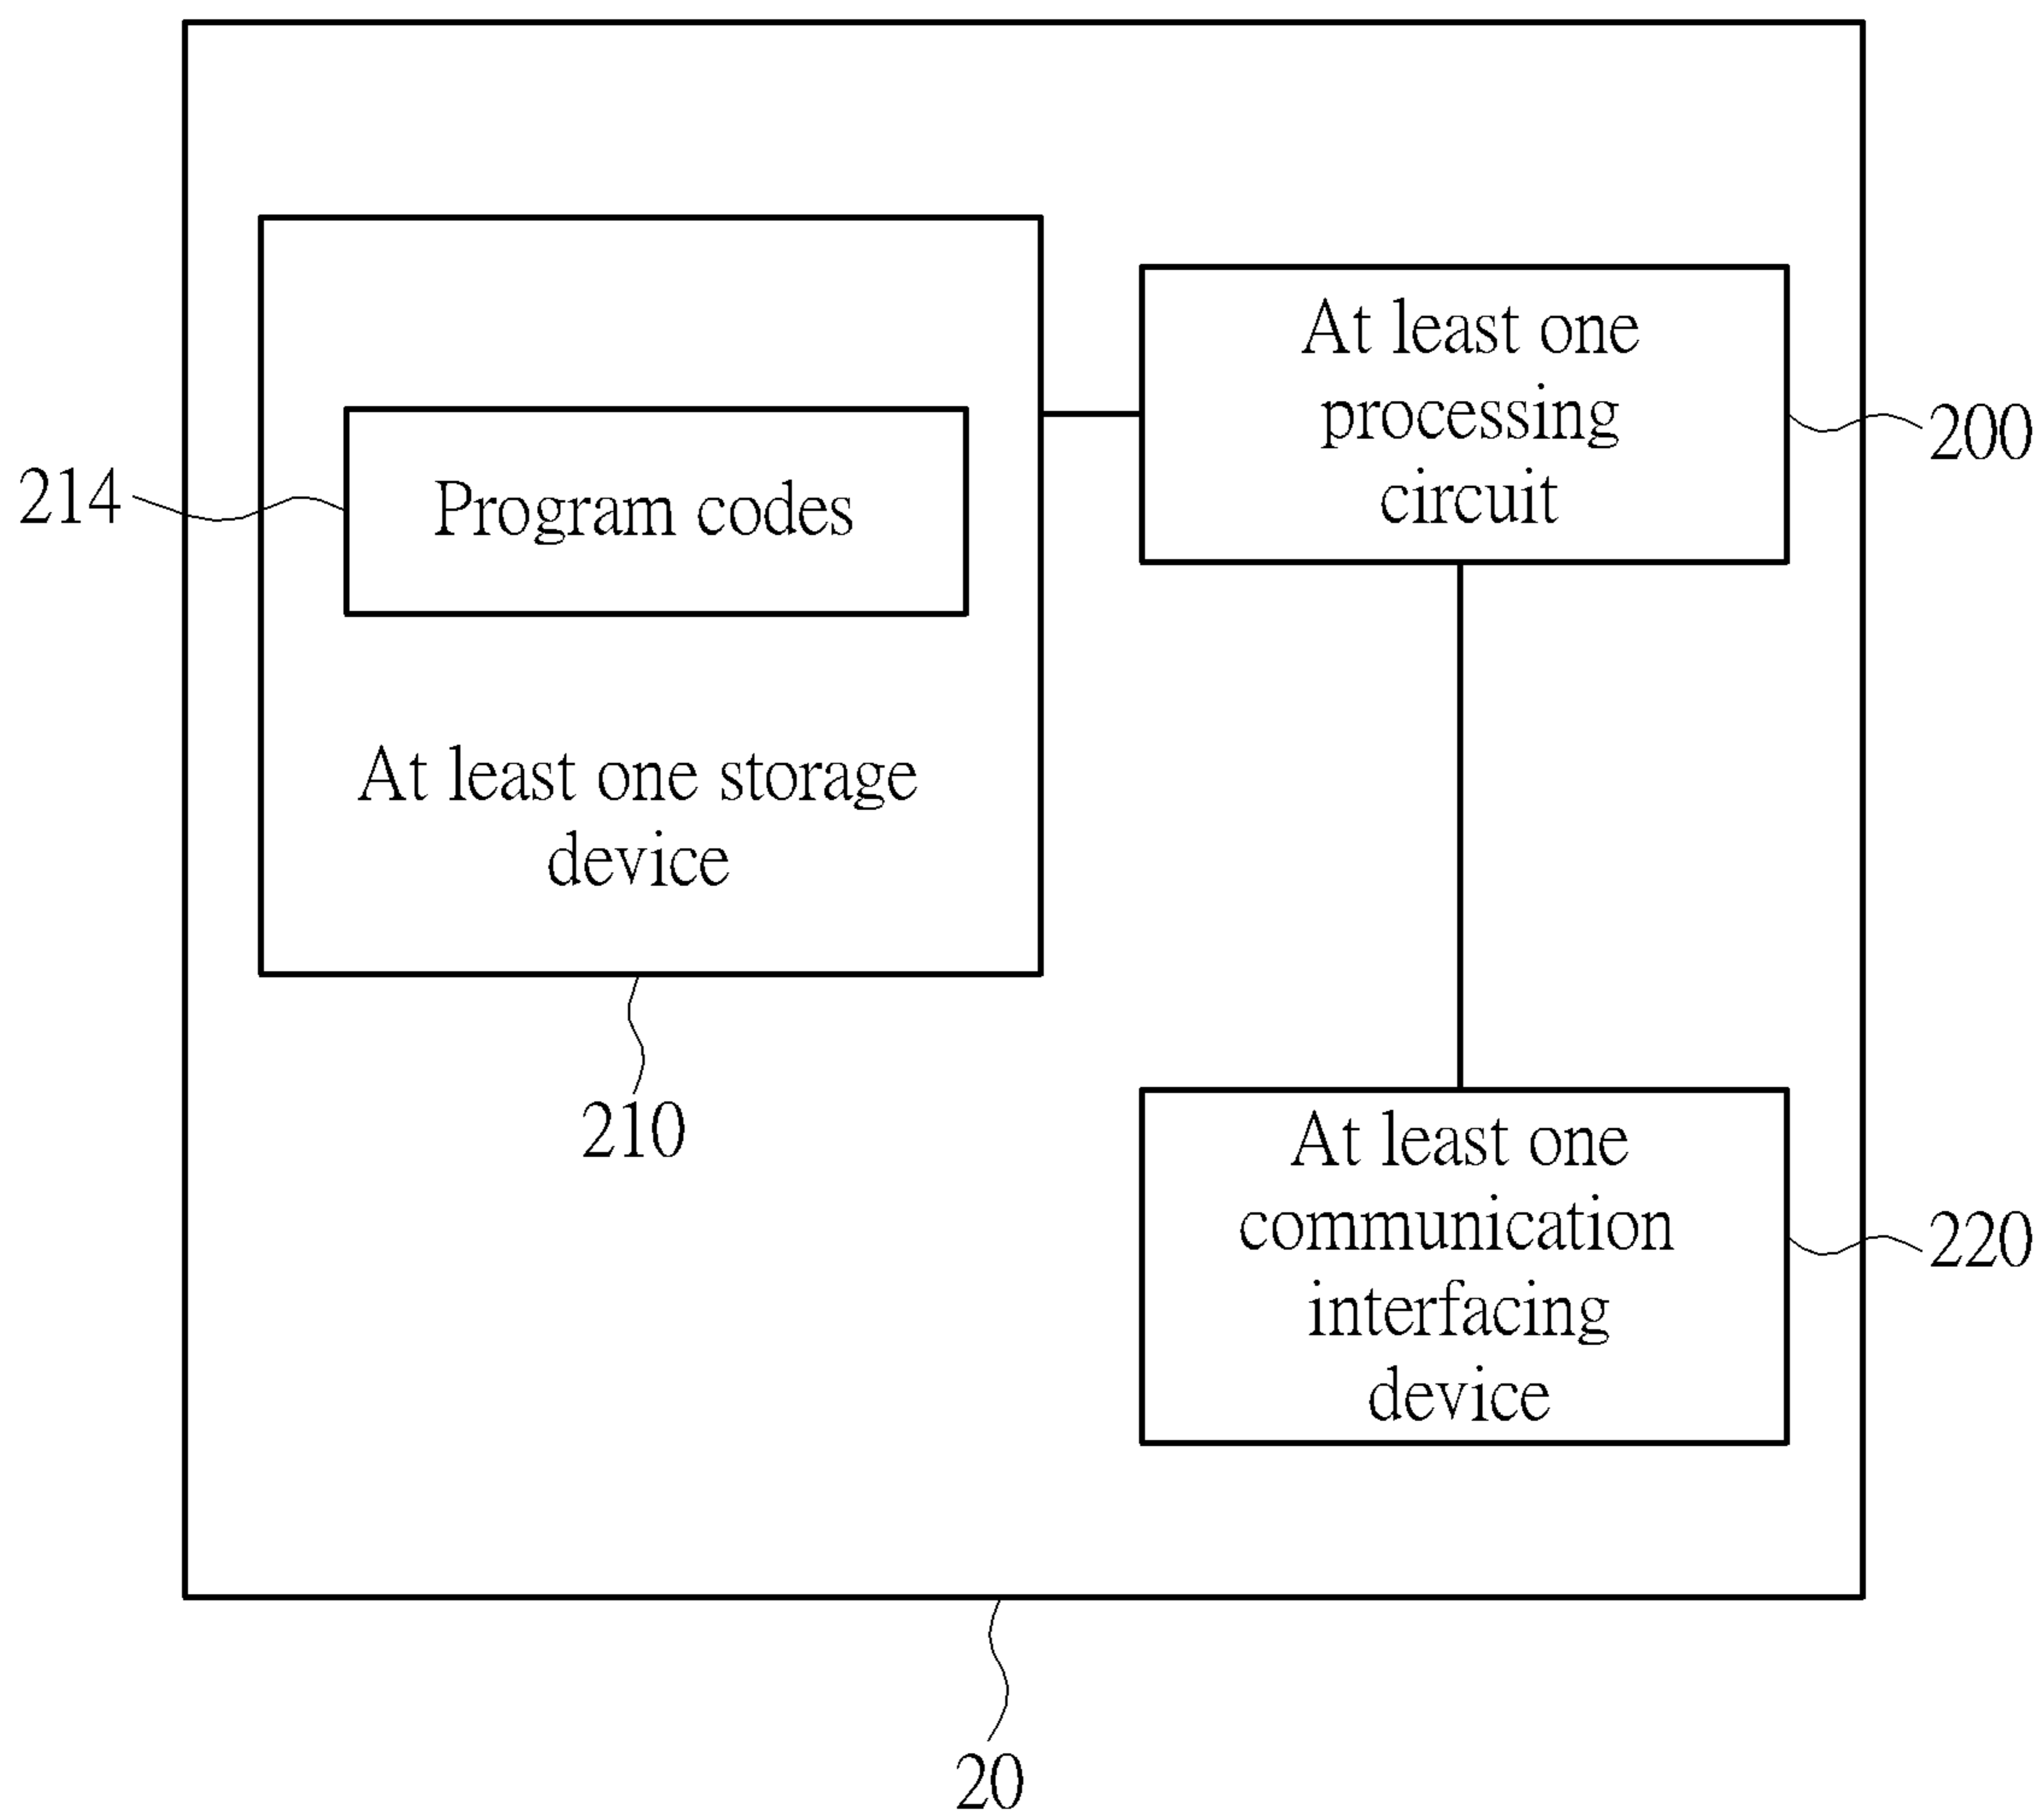 At least one
processing
circuit
200
214
Program codes
At least one storage
device
210
At least one
communication
interfacing
device
220
20